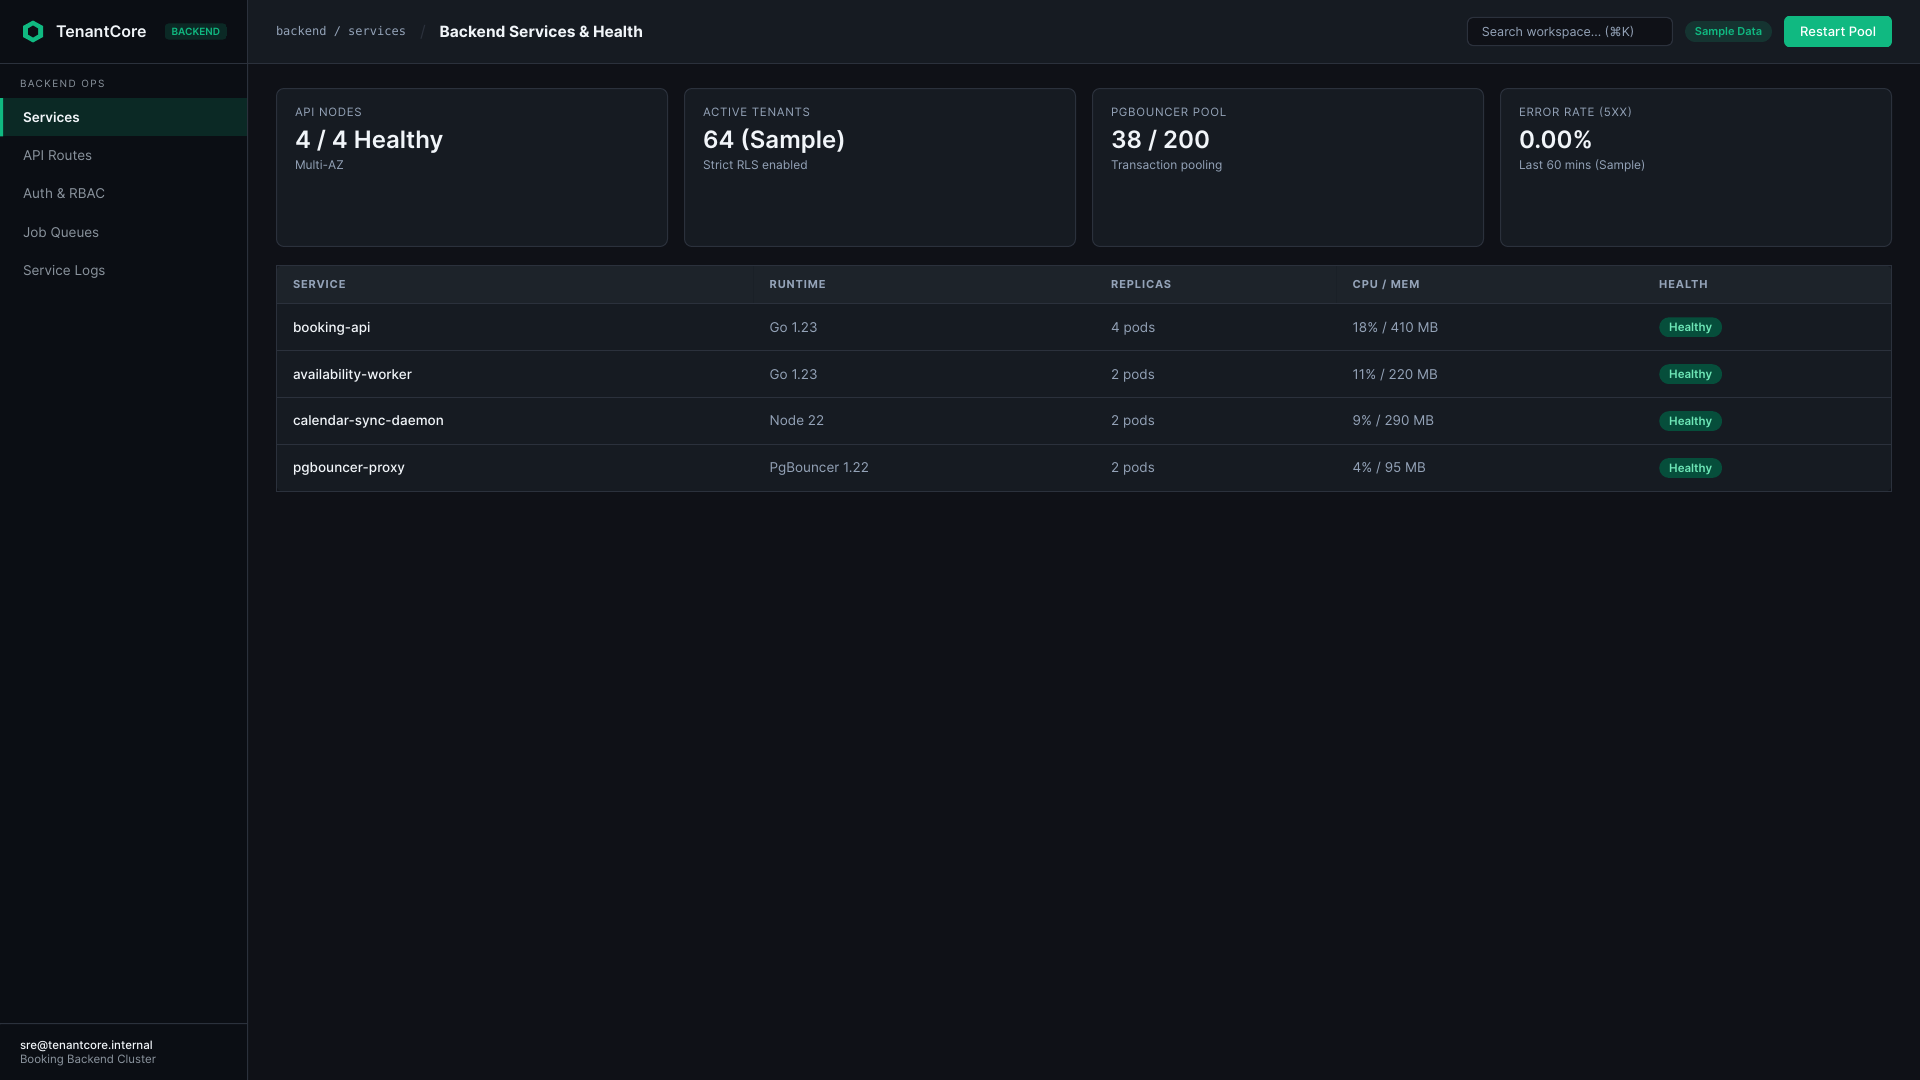 TenantCore BACKEND
BACKEND OPS
Services
API Routes
Auth & RBAC
Job Queues
Service Logs
sre@tenantcore.internal
Booking Backend Cluster
backend / services / Backend Services & Health
Search workspace... (⌘K)
Sample Data
Restart Pool
API NODES
4 / 4 Healthy
Multi-AZ
ACTIVE TENANTS
64 (Sample)
Strict RLS enabled
PGBOUNCER POOL
38 / 200
Transaction pooling
ERROR RATE (5XX)
0.00%
Last 60 mins (Sample)
SERVICE RUNTIME REPLICAS CPU / MEM HEALTH
booking-api Go 1.23 4 pods 18% / 410 MB Healthy
availability-worker Go 1.23 2 pods 11% / 220 MB Healthy
calendar-sync-daemon Node 22 2 pods 9% / 290 MB Healthy
pgbouncer-proxy PgBouncer 1.22 2 pods 4% / 95 MB Healthy